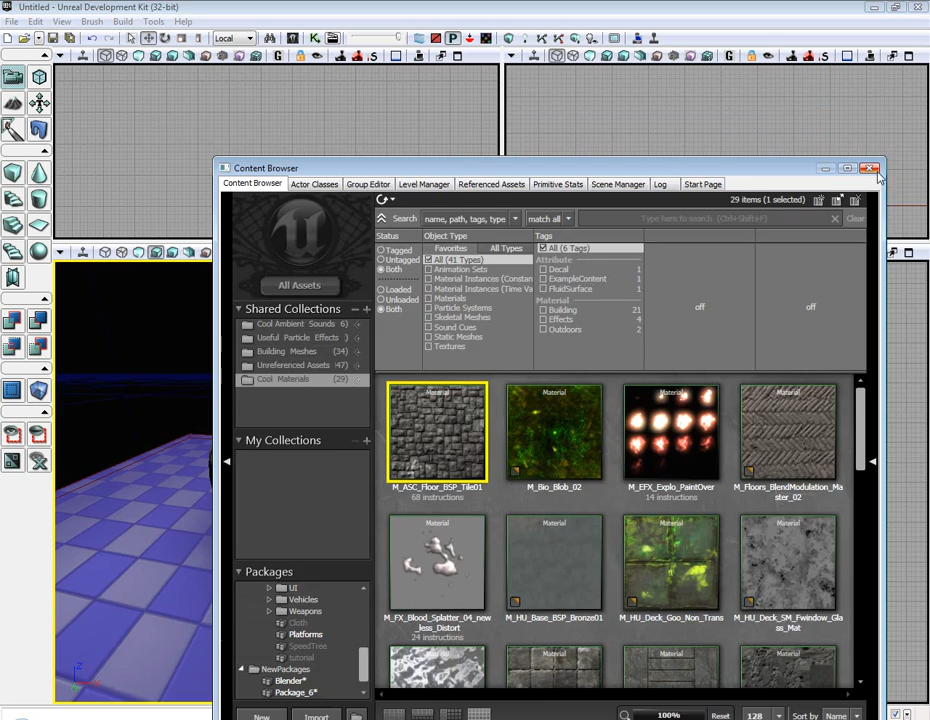 Untitled - Unreal Development Kit (32-bit)
File Edit View Brush Build Tools Help
Local
P
G S G S
Content Browser
Content Browser Actor Classes Group Editor Level Manager Referenced Assets Primitive Stats Scene Manager Log Start Page
29 items (1 selected)
Search name, path, tags, type match all Type here to search (Ctrl+Shift+F) Clear
Status Object Type Tags
Tagged Favorites All Types All (6 Tags)
Untagged All (41 Types) Attribute
Both Animation Sets Decal 1
Material Instances (Constan ExampleContent 1
Loaded Material Instances (Time Va FluidSurface 1
Unloaded Materials Material
Both Particle Systems Building 21
Skeletal Meshes Effects 4
Sound Cues Outdoors 2
Static Meshes
Textures
off off
All Assets
Shared Collections
Cool Ambient Sounds 6)
Useful Particle Effects )
Building Meshes (34)
Unreferenced Assets (47)
Cool Materials (29)
My Collections
Packages
UI
Vehicles
Weapons
Cloth
Platforms
SpeedTree
tutorial
NewPackages
Blender*
Package_6*
New Import
Material Material Material Material
M_ASC_Floor_BSP_Tile01 M_Bio_Blob_02 M_EFX_Explo_PaintOver M_Floors_BlendModulation_Ma
68 instructions 14 instructions ster_02
Material Material Material Material
M_FX_Blood_Splatter_04_new M_HU_Base_BSP_Bronze01 M_HU_Deck_Goo_Non_Trans M_HU_Deck_SM_Fwindow_Gla
_less_Distort ss_Mat
24 instructions
Material Material Material
100% Reset 128 Sort by Name
Z